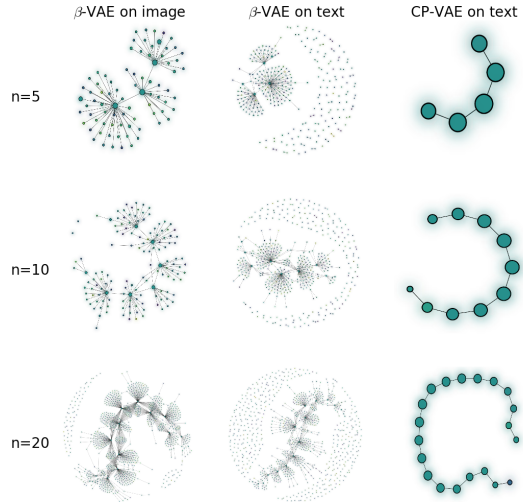 β-VAE on image β-VAE on text CP-VAE on text
n=5
n=10
n=20